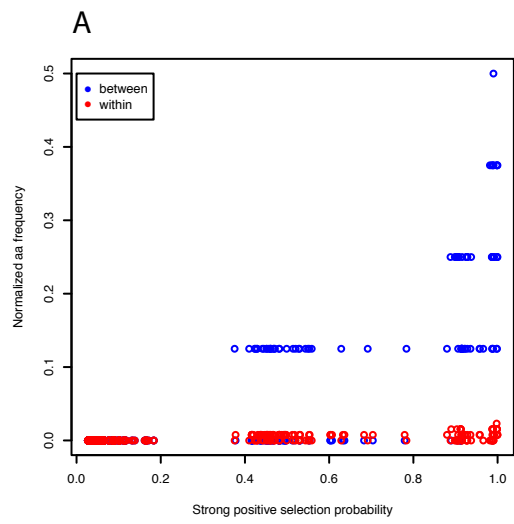 A
between
within
0.5
0.4
0.3
0.2
0.1
0.0
Normalized aa frequency
0.0 0.2 0.4 0.6 0.8 1.0
Strong positive selection probability